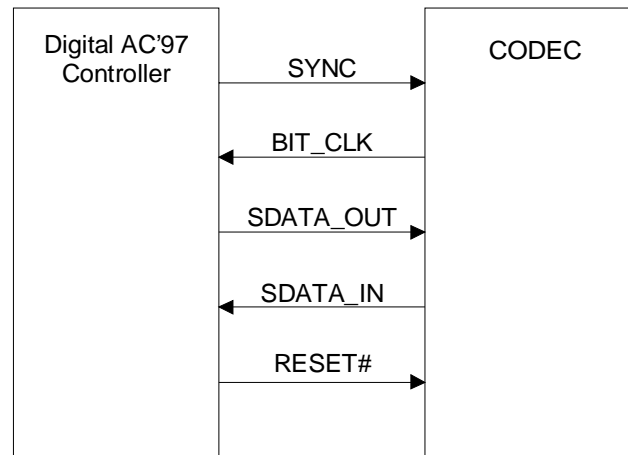 Digital AC'97
Controller
CODEC
SYNC
BIT_CLK
SDATA_OUT
SDATA_IN
RESET#